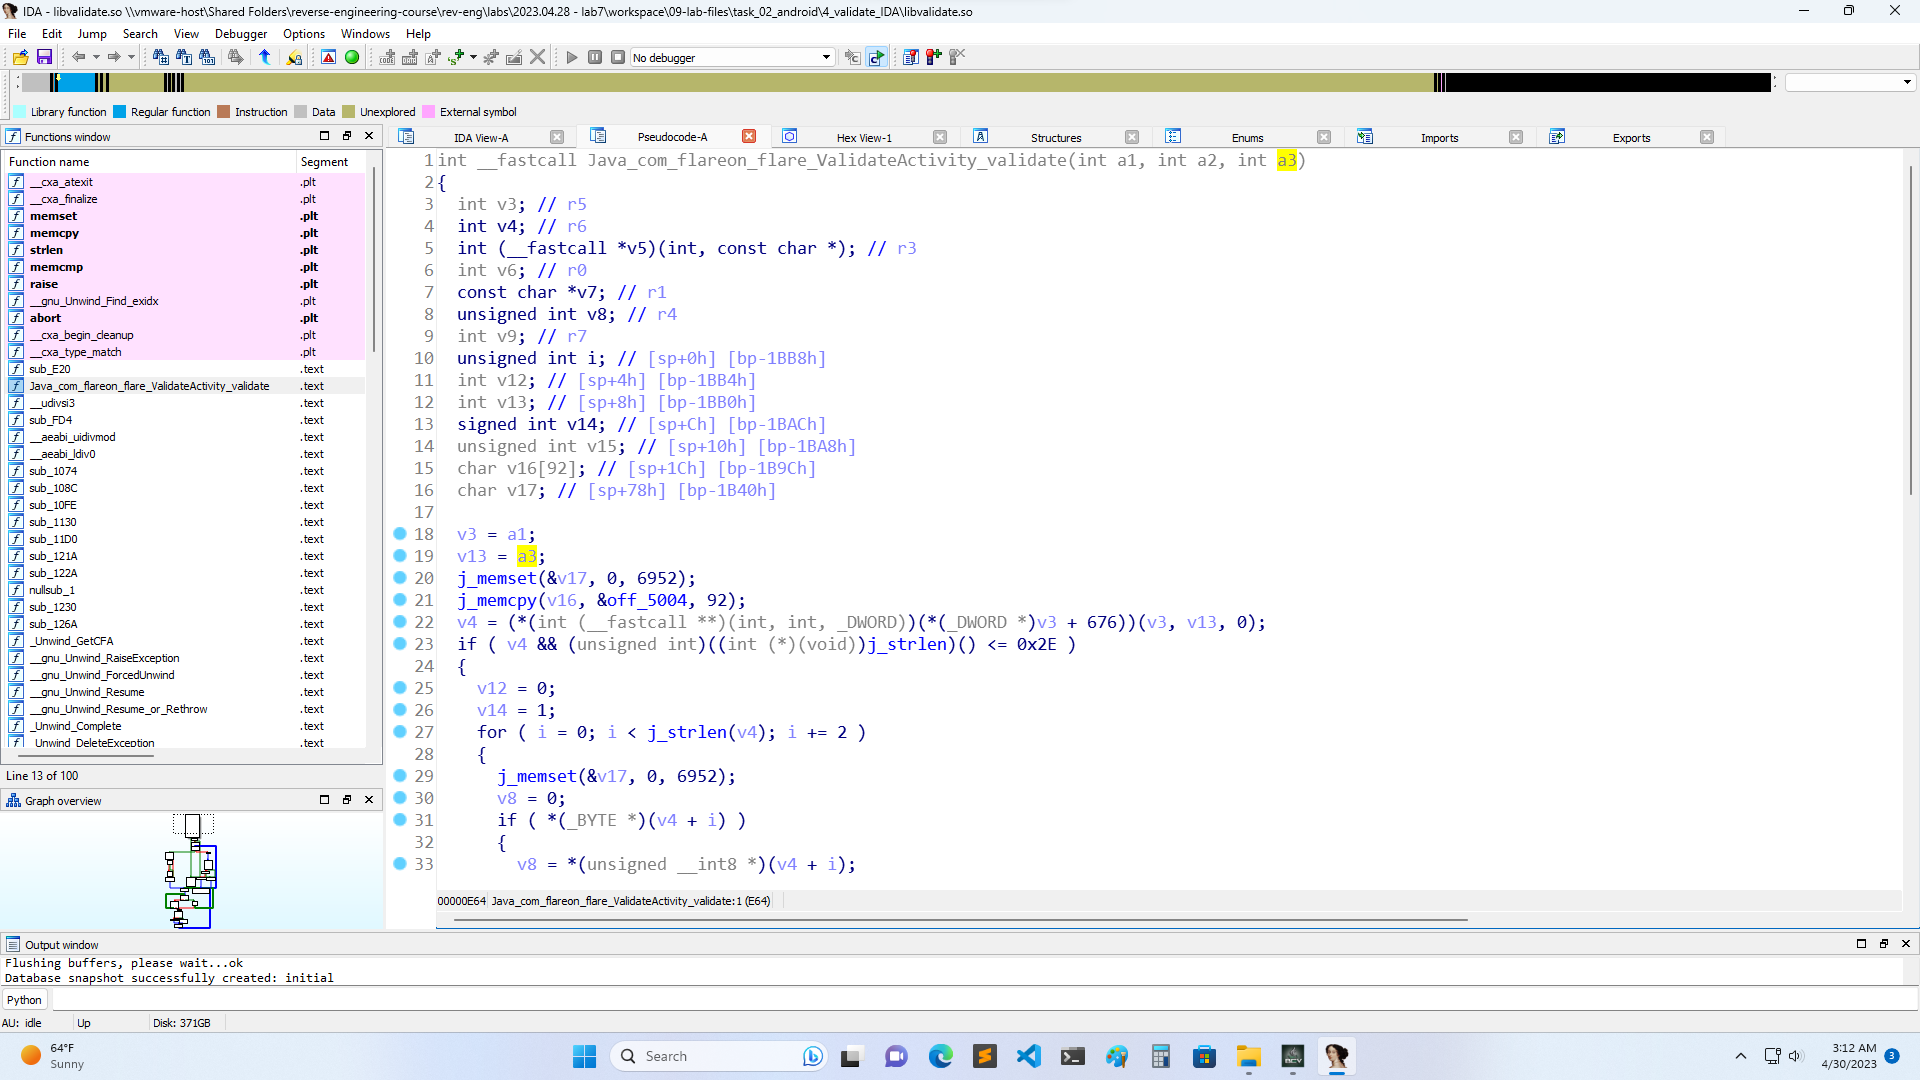 IDA - libvalidate.so \\vmware-host\Shared Folders\reverse-engineering-course\rev-eng\labs\2023.04.28 - lab7\workspace\09-lab-files\task_02_android\4_validate_IDA\libvalidate.so
File Edit Jump Search View Debugger Options Windows Help
No debugger
Library function Regular function Instruction Data Unexplored External symbol
Functions window
Function name Segment
__cxa_atexit .plt
__cxa_finalize .plt
memset .plt
memcpy .plt
strlen .plt
memcmp .plt
raise .plt
__gnu_Unwind_Find_exidx .plt
abort .plt
__cxa_begin_cleanup .plt
__cxa_type_match .plt
sub_E20 .text
Java_com_flareon_flare_ValidateActivity_validate .text
__udivsi3 .text
sub_FD4 .text
__aeabi_uidivmod .text
__aeabi_ldiv0 .text
sub_1074 .text
sub_108C .text
sub_10FE .text
sub_1130 .text
sub_11D0 .text
sub_121A .text
sub_122A .text
nullsub_1 .text
sub_1230 .text
sub_126A .text
_Unwind_GetCFA .text
__gnu_Unwind_RaiseException .text
__gnu_Unwind_ForcedUnwind .text
__gnu_Unwind_Resume .text
__gnu_Unwind_Resume_or_Rethrow .text
_Unwind_Complete .text
_Unwind_DeleteException .text
Line 13 of 100
Graph overview
IDA View-A Pseudocode-A Hex View-1 Structures Enums Imports Exports
1 int __fastcall Java_com_flareon_flare_ValidateActivity_validate(int a1, int a2, int a3)
2 {
3 int v3; // r5
4 int v4; // r6
5 int (__fastcall *v5)(int, const char *); // r3
6 int v6; // r0
7 const char *v7; // r1
8 unsigned int v8; // r4
9 int v9; // r7
10 unsigned int i; // [sp+0h] [bp-1BB8h]
11 int v12; // [sp+4h] [bp-1BB4h]
12 int v13; // [sp+8h] [bp-1BB0h]
13 signed int v14; // [sp+Ch] [bp-1BACh]
14 unsigned int v15; // [sp+10h] [bp-1BA8h]
15 char v16[92]; // [sp+1Ch] [bp-1B9Ch]
16 char v17; // [sp+78h] [bp-1B40h]
17
18 v3 = a1;
19 v13 = a3;
20 j_memset(&v17, 0, 6952);
21 j_memcpy(v16, &off_5004, 92);
22 v4 = (*(int (__fastcall **)(int, int, _DWORD))(*(_DWORD *)v3 + 676))(v3, v13, 0);
23 if ( v4 && (unsigned int)((int (*)(void))j_strlen)() <= 0x2E )
24 {
25 v12 = 0;
26 v14 = 1;
27 for ( i = 0; i < j_strlen(v4); i += 2 )
28 {
29 j_memset(&v17, 0, 6952);
30 v8 = 0;
31 if ( *(_BYTE *)(v4 + i) )
32 {
33 v8 = *(unsigned __int8 *)(v4 + i);
00000E64 Java_com_flareon_flare_ValidateActivity_validate:1 (E64)
Output window
Flushing buffers, please wait...ok
Database snapshot successfully created: initial
Python
AU: idle Up Disk: 371GB
64°F
Sunny
Search
3:12 AM
4/30/2023
3